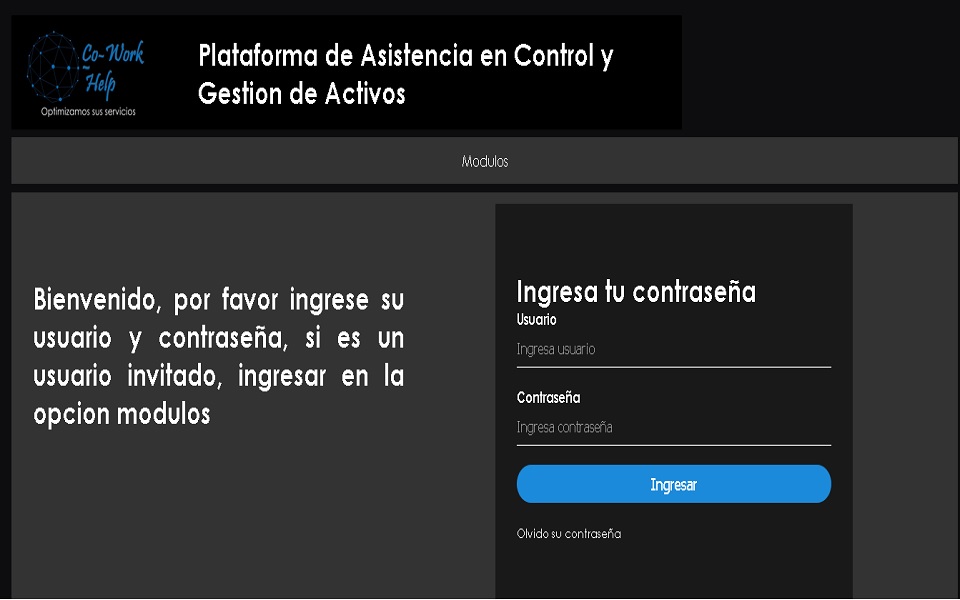 Co-Work
Help
Optimizamos sus servicios
Plataforma de Asistencia en Control y
Gestion de Activos
Modulos
Bienvenido, por favor ingrese su
usuario y contraseña, si es un
usuario invitado, ingresar en la
opcion modulos
Ingresa tu contraseña
Usuario
Ingresa usuario
Contraseña
Ingresa contraseña
Ingresar
Olvido su contraseña